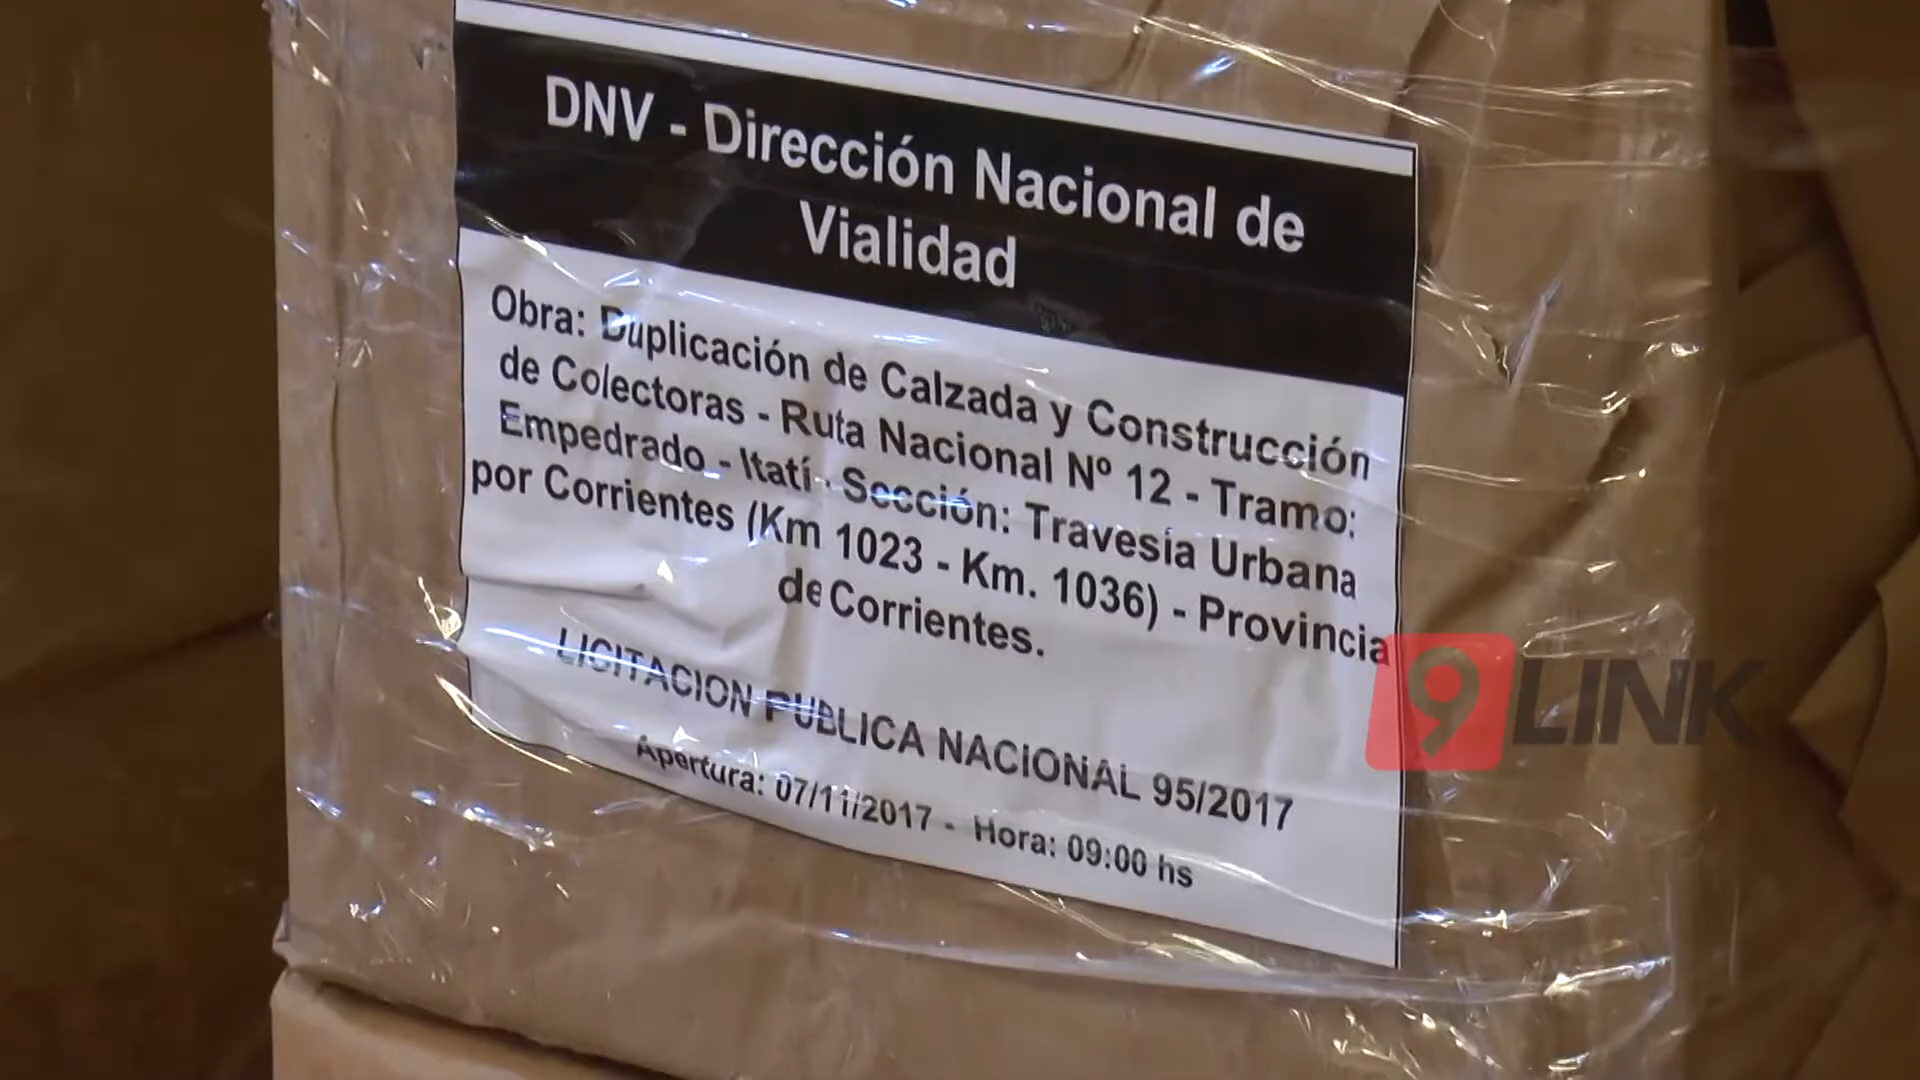 DNV - Dirección Nacional de
Vialidad
Obra: Duplicación de Calzada y Construcción
de Colectoras - Ruta Nacional Nº 12 - Tramo:
Empedrado - Itatí - Sección: Travesía Urbana
por Corrientes (Km 1023 - Km. 1036) - Provincia
de Corrientes.
LICITACION PUBLICA NACIONAL 95/2017
Apertura: 07/11/2017 - Hora: 09:00 hs
9 LINK